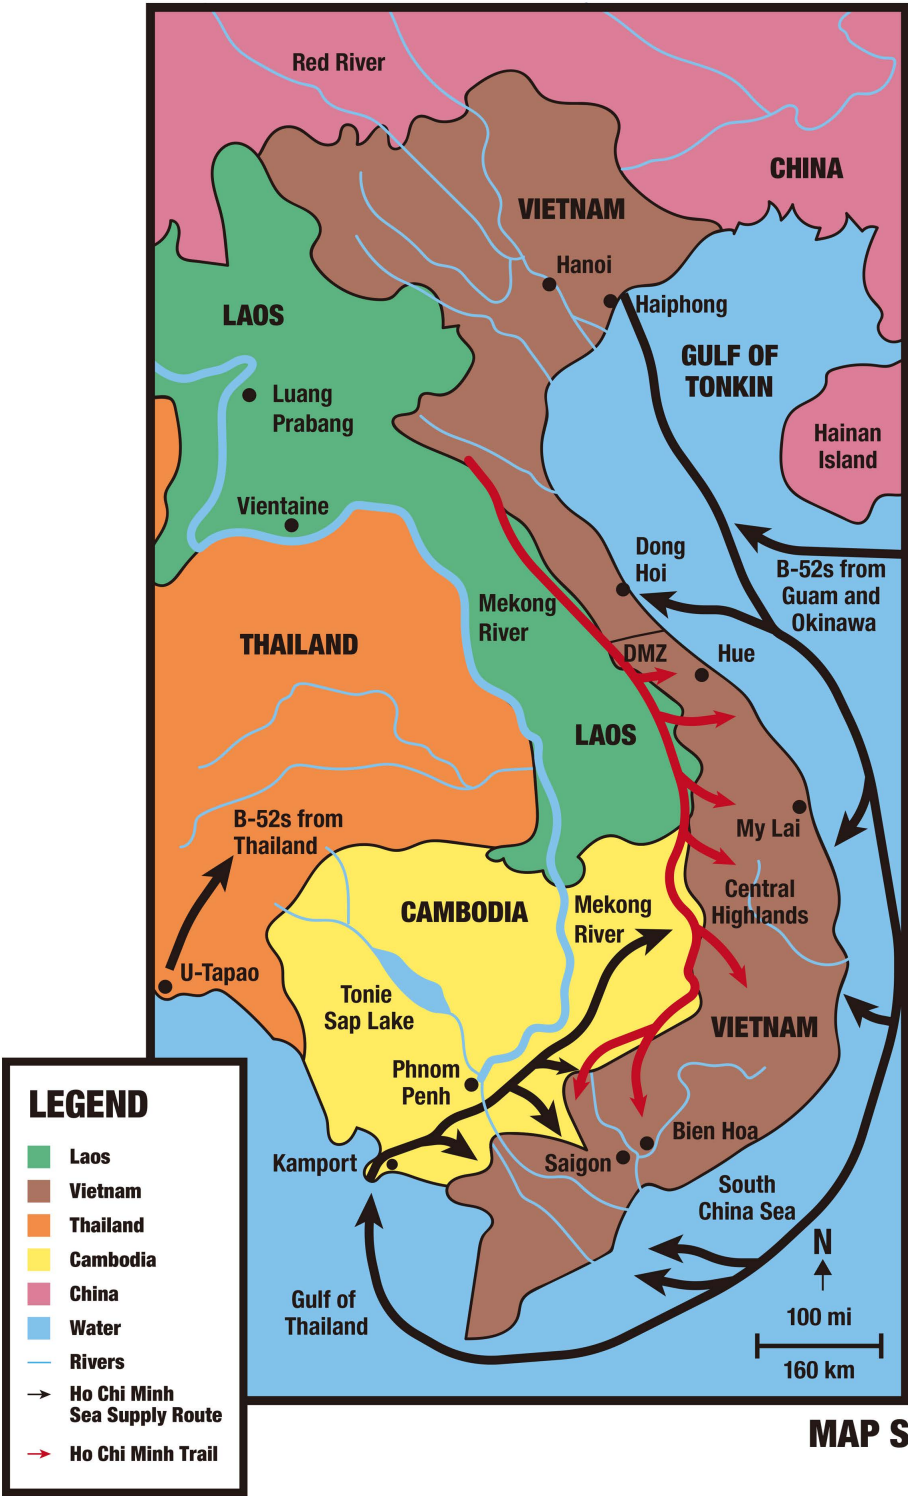 Red River
CHINA
VIETNAM
Hanoi
Haiphong
LAOS
GULF OF
TONKIN
Luang
Prabang
Hainan
Island
Vientaine
Dong
Hoi
B-52s from
Guam and
Okinawa
Mekong
River
THAILAND
DMZ
Hue
LAOS
B-52s from
Thailand
My Lai
Central
Highlands
CAMBODIA
Mekong
River
U-Tapao
Tonie
Sap Lake
VIETNAM
Phnom
Penh
Bien Hoa
Kamport
Saigon
South
China Sea
N
Gulf of
Thailand
100 mi
160 km
LEGEND
Laos
Vietnam
Thailand
Cambodia
China
Water
Rivers
Ho Chi Minh
Sea Supply Route
Ho Chi Minh Trail
MAP S